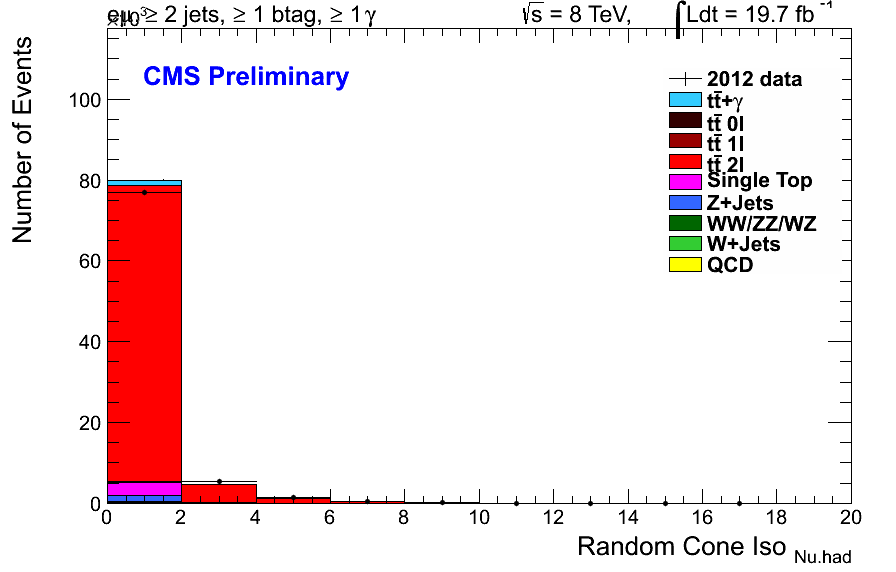 ×10³
eμ, ≥ 2 jets, ≥ 1 btag, ≥ 1 γ
√s = 8 TeV, ∫ Ldt = 19.7 fb⁻¹
CMS Preliminary
2012 data
tt̄+γ
tt̄ 0l
tt̄ 1l
tt̄ 2l
Single Top
Z+Jets
WW/ZZ/WZ
W+Jets
QCD
Number of Events
100
80
60
40
20
0
0 2 4 6 8 10 12 14 16 18 20
Random Cone Iso Nu.had